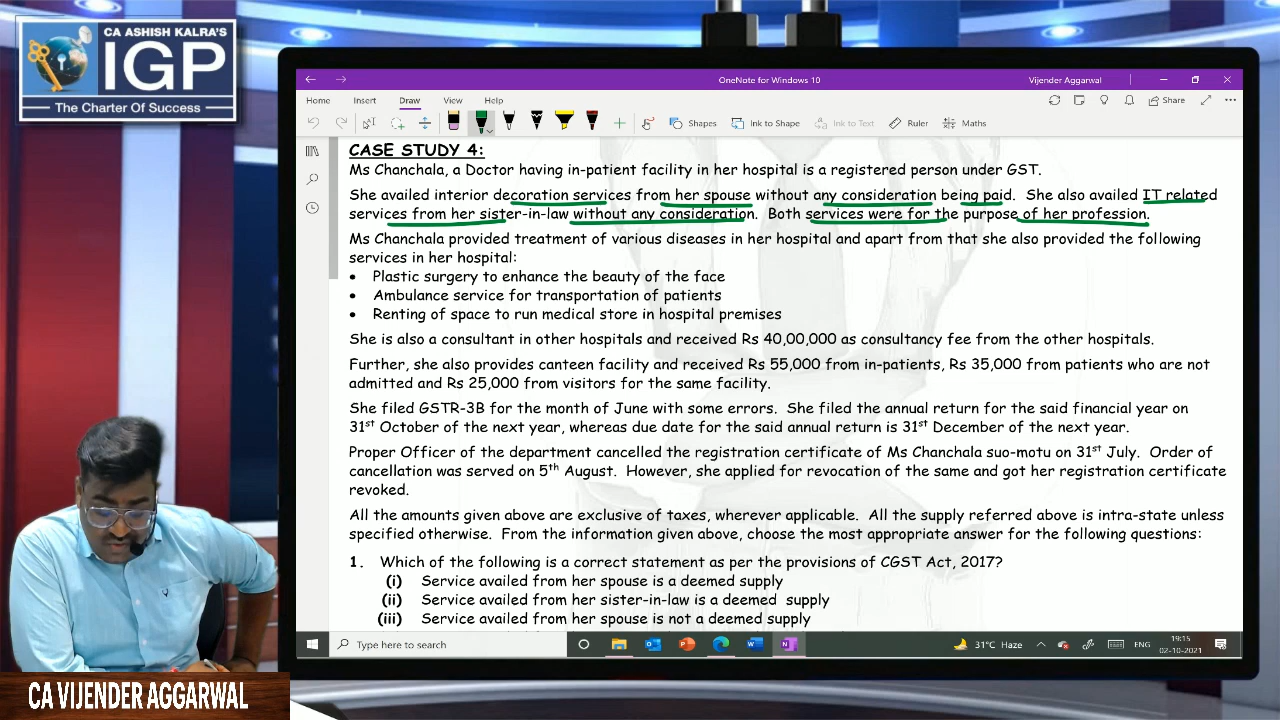 CA ASHISH KALRA'S
IGP
The Charter Of Success
OneNote for Windows 10
Vijender Aggarwal
Home Insert Draw View Help
Share
Shapes Ink to Shape Ink to Text Ruler Maths
CASE STUDY 4:
Ms Chanchala, a Doctor having in-patient facility in her hospital is a registered person under GST.
She availed interior decoration services from her spouse without any consideration being paid. She also availed IT related
services from her sister-in-law without any consideration. Both services were for the purpose of her profession.
Ms Chanchala provided treatment of various diseases in her hospital and apart from that she also provided the following
services in her hospital:
• Plastic surgery to enhance the beauty of the face
• Ambulance service for transportation of patients
• Renting of space to run medical store in hospital premises
She is also a consultant in other hospitals and received Rs 40,00,000 as consultancy fee from the other hospitals.
Further, she also provides canteen facility and received Rs 55,000 from in-patients, Rs 35,000 from patients who are not
admitted and Rs 25,000 from visitors for the same facility.
She filed GSTR-3B for the month of June with some errors. She filed the annual return for the said financial year on
31st October of the next year, whereas due date for the said annual return is 31st December of the next year.
Proper Officer of the department cancelled the registration certificate of Ms Chanchala suo-motu on 31st July. Order of
cancellation was served on 5th August. However, she applied for revocation of the same and got her registration certificate
revoked.
All the amounts given above are exclusive of taxes, wherever applicable. All the supply referred above is intra-state unless
specified otherwise. From the information given above, choose the most appropriate answer for the following questions:
1. Which of the following is a correct statement as per the provisions of CGST Act, 2017?
(i) Service availed from her spouse is a deemed supply
(ii) Service availed from her sister-in-law is a deemed supply
(iii) Service availed from her spouse is not a deemed supply
Type here to search
31°C Haze
ENG
19:15
02-10-2021
CA VIJENDER AGGARWAL